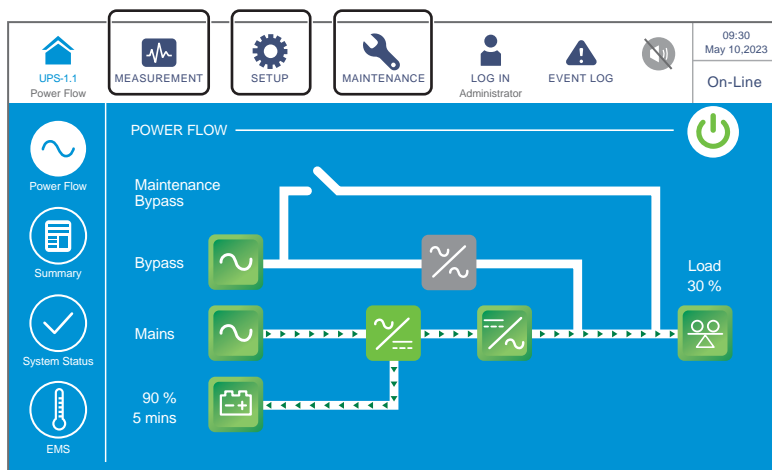 UPS-1.1
Power Flow
MEASUREMENT
SETUP
MAINTENANCE
LOG IN
Administrator
EVENT LOG
09:30
May 10,2023
On-Line
Power Flow
Summary
System Status
EMS
POWER FLOW
Maintenance
Bypass
Bypass
Mains
90 %
5 mins
Load
30 %